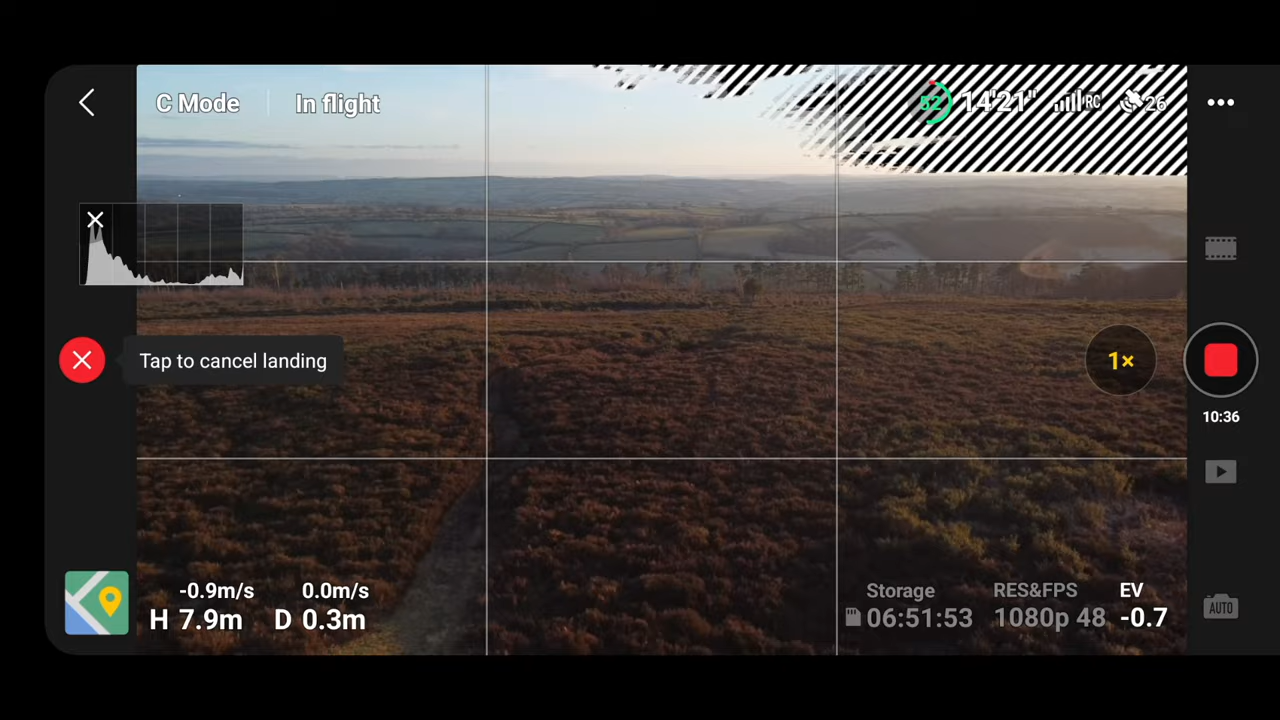 C Mode
In flight
52
14'21"
RC
26
Tap to cancel landing
1×
10:36
-0.9m/s
0.0m/s
H 7.9m
D 0.3m
Storage
RES&FPS
EV
06:51:53
1080p 48
-0.7
AUTO